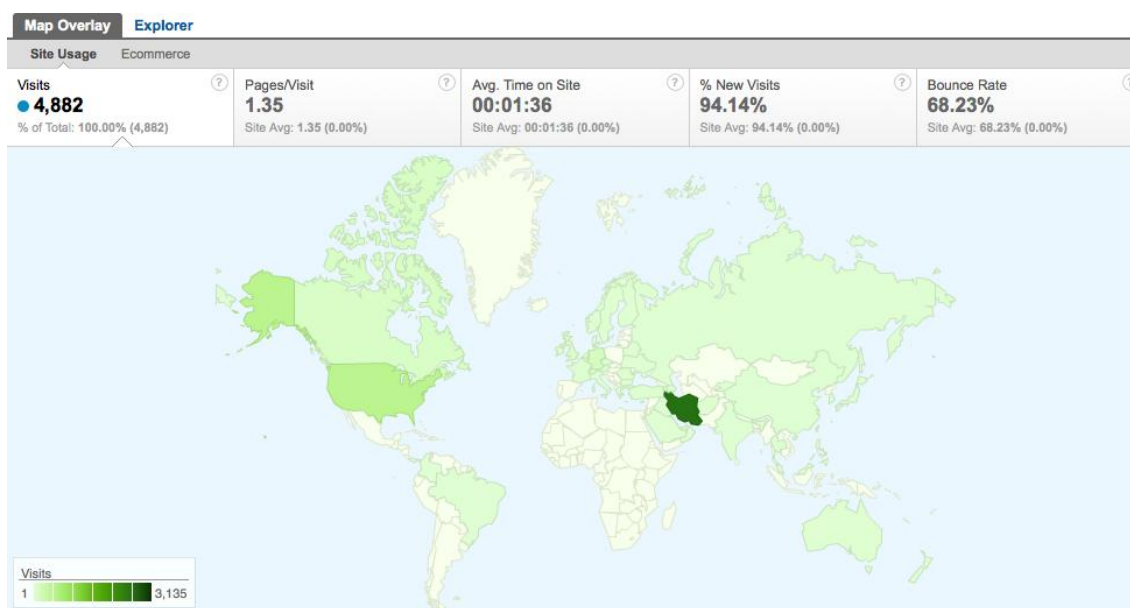 Map Overlay Explorer
Site Usage Ecommerce
Visits ?
4,882
% of Total: 100.00% (4,882)
Pages/Visit ?
1.35
Site Avg: 1.35 (0.00%)
Avg. Time on Site ?
00:01:36
Site Avg: 00:01:36 (0.00%)
% New Visits ?
94.14%
Site Avg: 94.14% (0.00%)
Bounce Rate ?
68.23%
Site Avg: 68.23% (0.00%)
Visits
1 3,135